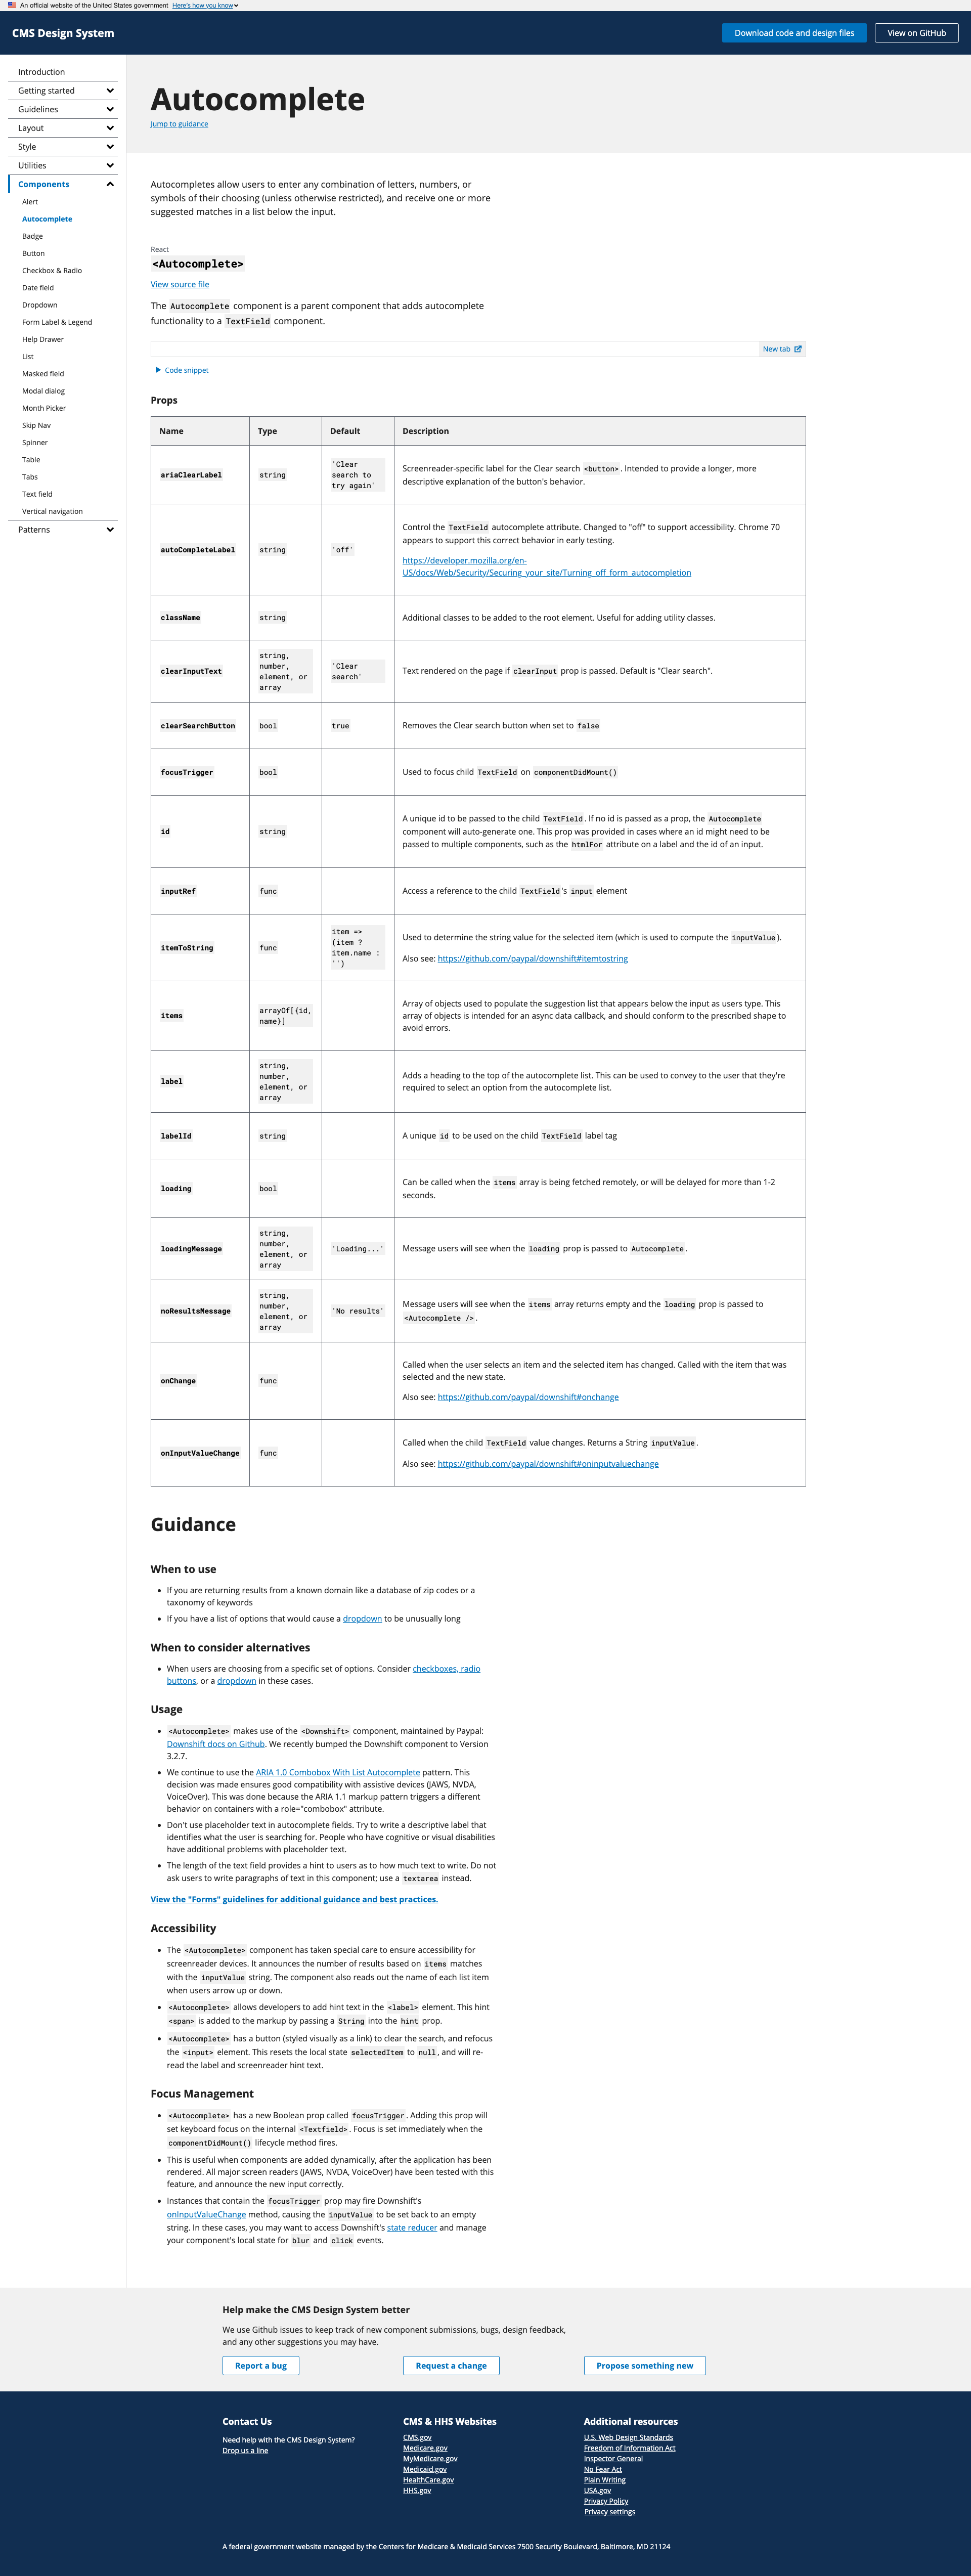 An official website of the United States government Here's how you know
CMS Design System
Download code and design files
View on GitHub
Introduction
Getting started
Guidelines
Layout
Style
Utilities
Components
Alert
Autocomplete
Badge
Button
Checkbox & Radio
Date field
Dropdown
Form Label & Legend
Help Drawer
List
Masked field
Modal dialog
Month Picker
Skip Nav
Spinner
Table
Tabs
Text field
Vertical navigation
Patterns
Autocomplete
Jump to guidance
Autocompletes allow users to enter any combination of letters, numbers, or
symbols of their choosing (unless otherwise restricted), and receive one or more
suggested matches in a list below the input.
React
<Autocomplete>
View source file
The Autocomplete component is a parent component that adds autocomplete
functionality to a TextField component.
New tab
Code snippet
Props
Name Type Default Description
ariaClearLabel
string
'Clear
search to
try again'
Screenreader-specific label for the Clear search <button>. Intended to provide a longer, more
descriptive explanation of the button's behavior.
autoCompleteLabel
string
'off'
Control the TextField autocomplete attribute. Changed to "off" to support accessibility. Chrome 70
appears to support this correct behavior in early testing.
https://developer.mozilla.org/en-
US/docs/Web/Security/Securing_your_site/Turning_off_form_autocompletion
className
string
Additional classes to be added to the root element. Useful for adding utility classes.
clearInputText
string,
number,
element, or
array
'Clear
search'
Text rendered on the page if clearInput prop is passed. Default is "Clear search".
clearSearchButton
bool
true
Removes the Clear search button when set to false
focusTrigger
bool
Used to focus child TextField on componentDidMount()
id
string
A unique id to be passed to the child TextField. If no id is passed as a prop, the Autocomplete
component will auto-generate one. This prop was provided in cases where an id might need to be
passed to multiple components, such as the htmlFor attribute on a label and the id of an input.
inputRef
func
Access a reference to the child TextField's input element
itemToString
func
item =>
(item ?
item.name :
'')
Used to determine the string value for the selected item (which is used to compute the inputValue).
Also see: https://github.com/paypal/downshift#itemtostring
items
arrayOf[{id,
name}]
Array of objects used to populate the suggestion list that appears below the input as users type. This
array of objects is intended for an async data callback, and should conform to the prescribed shape to
avoid errors.
label
string,
number,
element, or
array
Adds a heading to the top of the autocomplete list. This can be used to convey to the user that they're
required to select an option from the autocomplete list.
labelId
string
A unique id to be used on the child TextField label tag
loading
bool
Can be called when the items array is being fetched remotely, or will be delayed for more than 1-2
seconds.
loadingMessage
string,
number,
element, or
array
'Loading...'
Message users will see when the loading prop is passed to Autocomplete.
noResultsMessage
string,
number,
element, or
array
'No results'
Message users will see when the items array returns empty and the loading prop is passed to
<Autocomplete />.
onChange
func
Called when the user selects an item and the selected item has changed. Called with the item that was
selected and the new state.
Also see: https://github.com/paypal/downshift#onchange
onInputValueChange
func
Called when the child TextField value changes. Returns a String inputValue.
Also see: https://github.com/paypal/downshift#oninputvaluechange
Guidance
When to use
• If you are returning results from a known domain like a database of zip codes or a
taxonomy of keywords
• If you have a list of options that would cause a dropdown to be unusually long
When to consider alternatives
• When users are choosing from a specific set of options. Consider checkboxes, radio
buttons, or a dropdown in these cases.
Usage
• <Autocomplete> makes use of the <Downshift> component, maintained by Paypal:
Downshift docs on Github. We recently bumped the Downshift component to Version
3.2.7.
• We continue to use the ARIA 1.0 Combobox With List Autocomplete pattern. This
decision was made ensures good compatibility with assistive devices (JAWS, NVDA,
VoiceOver). This was done because the ARIA 1.1 markup pattern triggers a different
behavior on containers with a role="combobox" attribute.
• Don't use placeholder text in autocomplete fields. Try to write a descriptive label that
identifies what the user is searching for. People who have cognitive or visual disabilities
have additional problems with placeholder text.
• The length of the text field provides a hint to users as to how much text to write. Do not
ask users to write paragraphs of text in this component; use a textarea instead.
View the "Forms" guidelines for additional guidance and best practices.
Accessibility
• The <Autocomplete> component has taken special care to ensure accessibility for
screenreader devices. It announces the number of results based on items matches
with the inputValue string. The component also reads out the name of each list item
when users arrow up or down.
• <Autocomplete> allows developers to add hint text in the <label> element. This hint
<span> is added to the markup by passing a String into the hint prop.
• <Autocomplete> has a button (styled visually as a link) to clear the search, and refocus
the <input> element. This resets the local state selectedItem to null, and will re-
read the label and screenreader hint text.
Focus Management
• <Autocomplete> has a new Boolean prop called focusTrigger. Adding this prop will
set keyboard focus on the internal <Textfield>. Focus is set immediately when the
componentDidMount() lifecycle method fires.
• This is useful when components are added dynamically, after the application has been
rendered. All major screen readers (JAWS, NVDA, VoiceOver) have been tested with this
feature, and announce the new input correctly.
• Instances that contain the focusTrigger prop may fire Downshift's
onInputValueChange method, causing the inputValue to be set back to an empty
string. In these cases, you may want to access Downshift's state reducer and manage
your component's local state for blur and click events.
Help make the CMS Design System better
We use Github issues to keep track of new component submissions, bugs, design feedback,
and any other suggestions you may have.
Report a bug
Request a change
Propose something new
Contact Us
Need help with the CMS Design System?
Drop us a line
CMS & HHS Websites
CMS.gov
Medicare.gov
MyMedicare.gov
Medicaid.gov
HealthCare.gov
HHS.gov
Additional resources
U.S. Web Design Standards
Freedom of Information Act
Inspector General
No Fear Act
Plain Writing
USA.gov
Privacy Policy
Privacy settings
A federal government website managed by the Centers for Medicare & Medicaid Services 7500 Security Boulevard, Baltimore, MD 21124